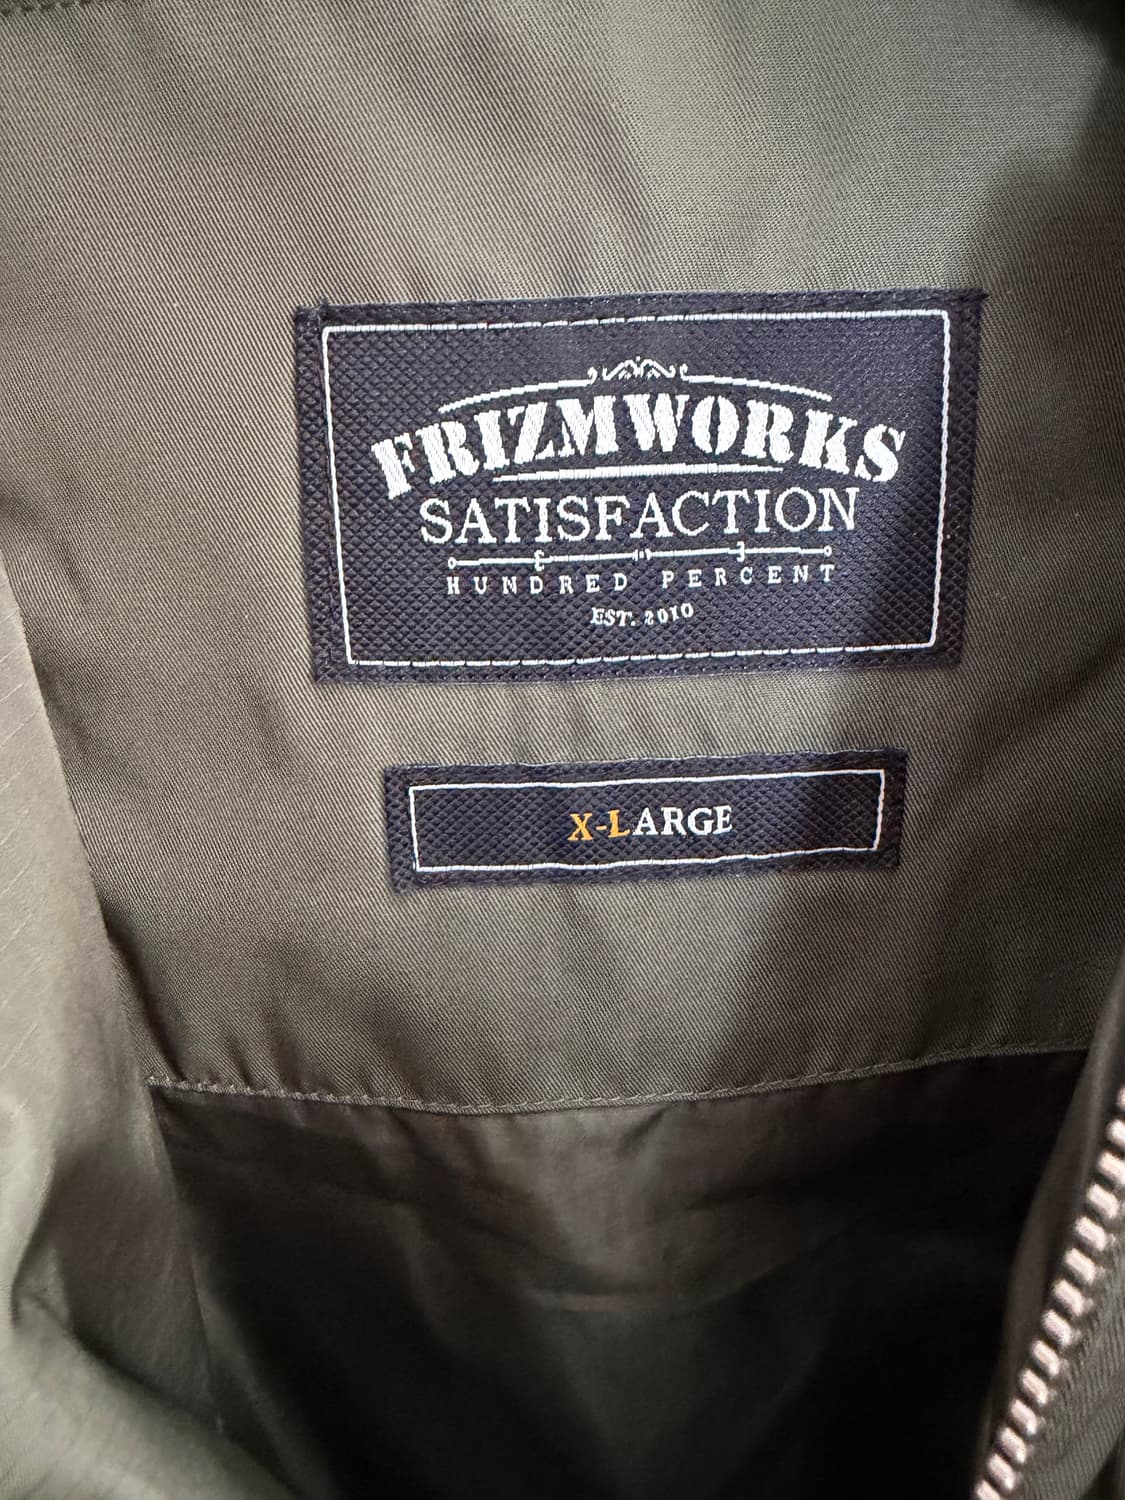 FRIZMWORKS
SATISFACTION
HUNDRED PERCENT
EST. 2010
X-LARGE